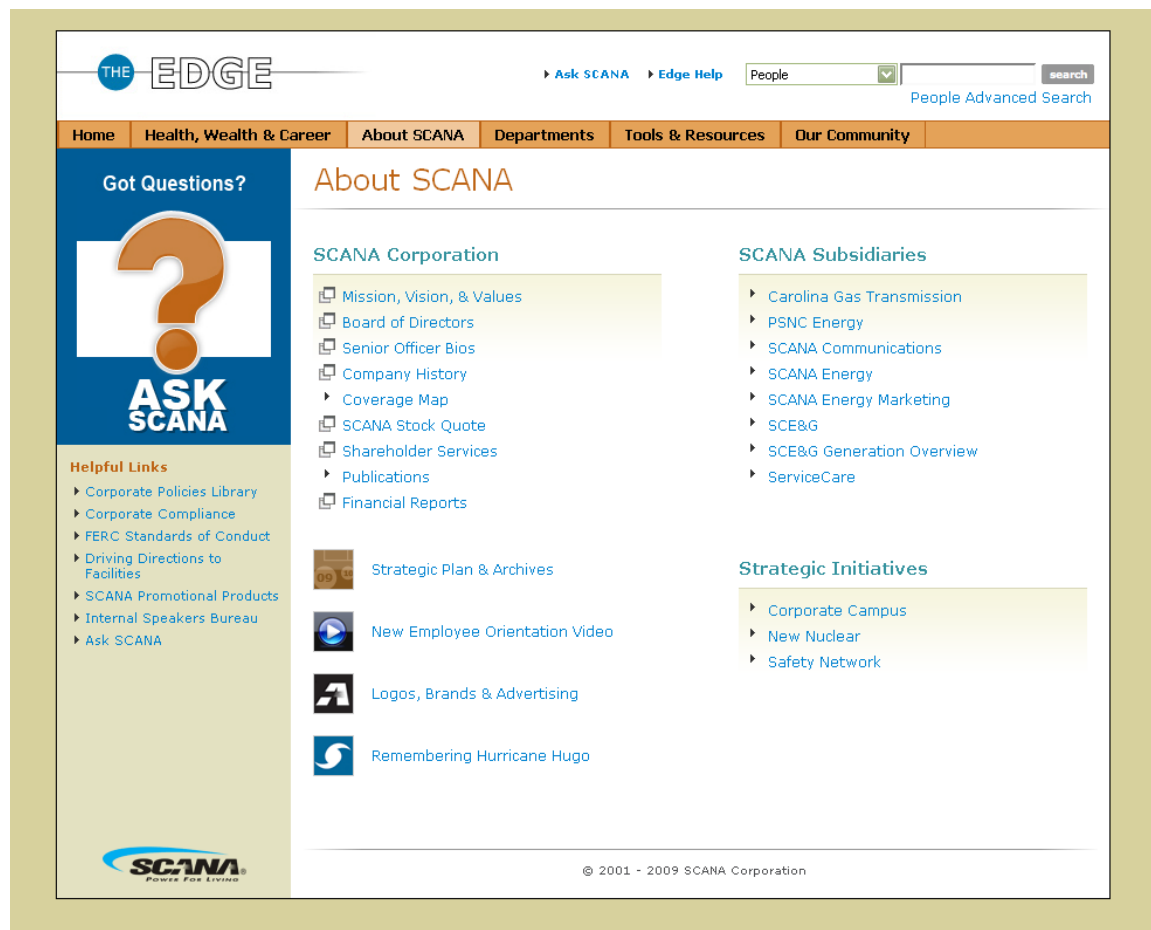 THE EDGE
Ask SCANA Edge Help People search
People Advanced Search
Home Health, Wealth & Career About SCANA Departments Tools & Resources Our Community
Got Questions?
ASK
SCANA
Helpful Links
Corporate Policies Library
Corporate Compliance
FERC Standards of Conduct
Driving Directions to
Facilities
SCANA Promotional Products
Internal Speakers Bureau
Ask SCANA
SCANA®
POWER FOR LIVING
About SCANA
SCANA Corporation
Mission, Vision, & Values
Board of Directors
Senior Officer Bios
Company History
Coverage Map
SCANA Stock Quote
Shareholder Services
Publications
Financial Reports
09 10
Strategic Plan & Archives
New Employee Orientation Video
Logos, Brands & Advertising
Remembering Hurricane Hugo
SCANA Subsidiaries
Carolina Gas Transmission
PSNC Energy
SCANA Communications
SCANA Energy
SCANA Energy Marketing
SCE&G
SCE&G Generation Overview
ServiceCare
Strategic Initiatives
Corporate Campus
New Nuclear
Safety Network
© 2001 - 2009 SCANA Corporation